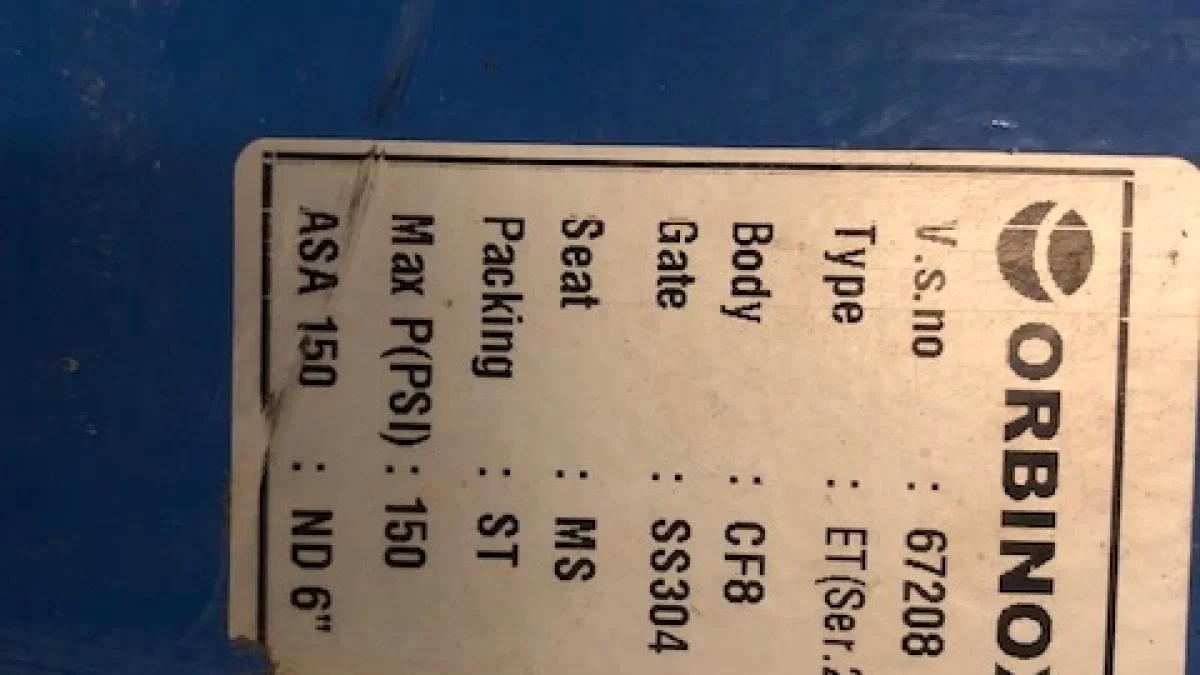 ORBINOX
V.s.no : 67208
Type : ET(Ser.2
Body : CF8
Gate : SS304
Seat : MS
Packing : ST
Max P(PSI) : 150
ASA 150 : ND 6"